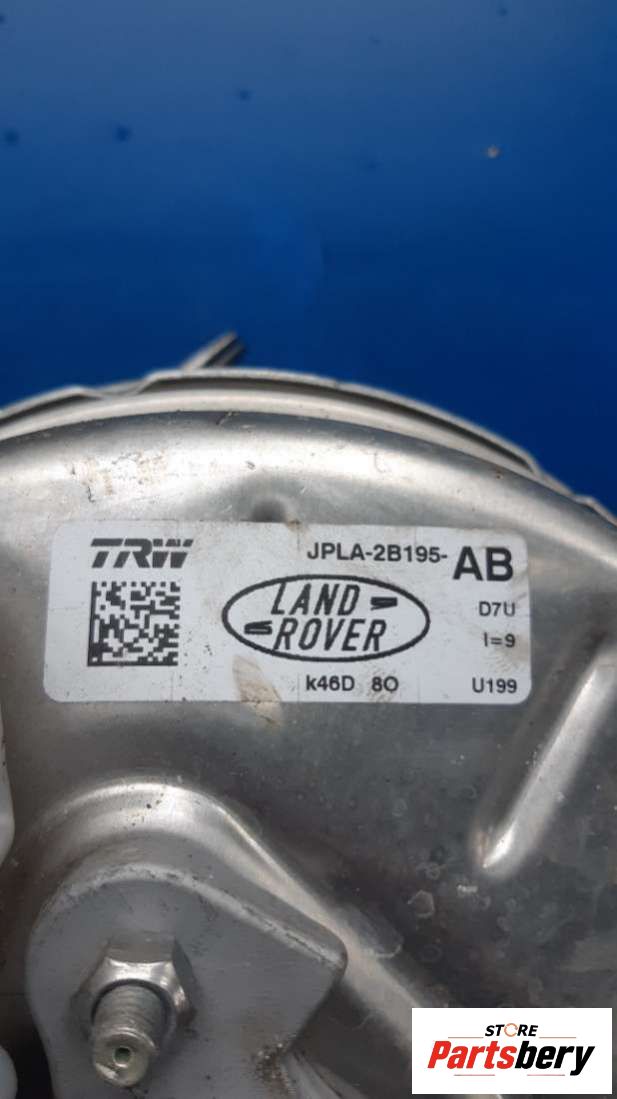 TRW
JPLA-2B195-AB
LAND
ROVER
D7U
I=9
k46D 8O
U199
STORE
Partsbery